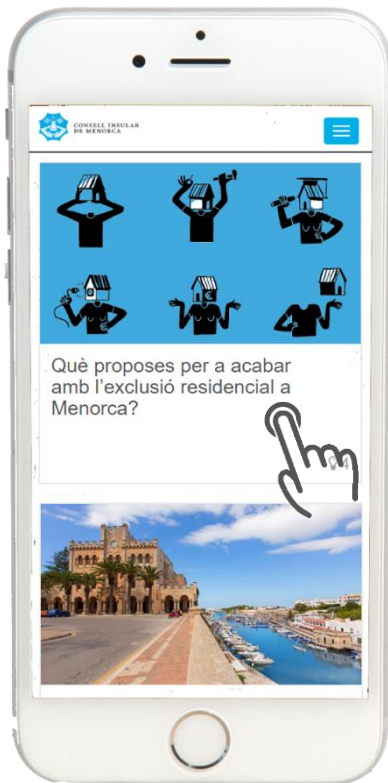 CONSELL INSULAR
DE MENORCA
Què proposes per a acabar
amb l'exclusió residencial a
Menorca?